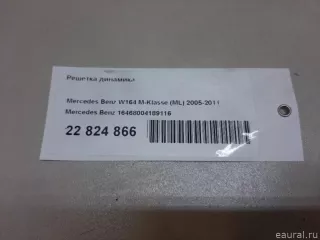 Решетка динамика
Mercedes Benz W164 M-Klasse (ML) 2005-2011
Mercedes Benz 16468004189116
22 824 866
eaural.ru